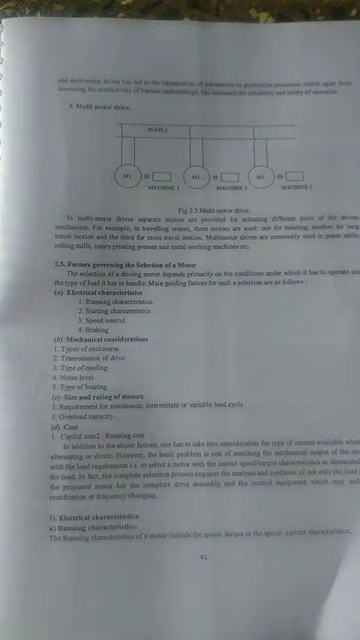 and multimotor drives has led to the introduction of automation in production processes which, apart from
increasing the productivity of various undertakings, has increased the reliability and safety of operation.
3. Multi motor drive.
SUPPLY
M1 M1 M1
MACHINE 1 MACHINE 2 MACHINE 3
Fig 2.3 Multi motor drive
In multi-motor drives separate motors are provided for actuating different parts of the driven
mechanism. For example, in travelling cranes, three motors are used: one for hoisting, another for long
travel motion and the third for cross travel motion. Multimotor drives are commonly used in paper mills,
rolling mills, rotary printing presses and metal working machines etc.
2.5. Factors governing the Selection of a Motor
The selection of a driving motor depends primarily on the conditions under which it has to operate and
the type of load it has to handle. Main guiding factors for such a selection are as follows :
(a) Electrical characteristics
1. Running characteristics
2. Starting characteristics
3. Speed control
4. Braking
(b) Mechanical considerations
1. Types of enclosures
2. Transmission of drive
3. Type of cooling
4. Noise level
5. Type of bearing
(c) Size and rating of motors
1. Requirement for continuous, intermittent or variable load cycle
2. Overload capacity
(d) Cost
1. Capital cost2. Running cost
In addition to the above factors, one has to take into consideration the type of current available whet
alternating or direct. However, the basic problem is one of matching the mechanical output of the mo
with the load requirement i.e. to select a motor with the correct speed/torque characteristics as demanded
the load. In fact, the complete selection process requires the analysis and synthesis of not only the load
the proposed motor but the complete drive assembly and the control equipment which may incl
rectification or frequency changing.
1). Electrical characteristics
a) Running characteristics:
The Running characteristics of a motor include the speed- torque or the speed- current characteristics,
41